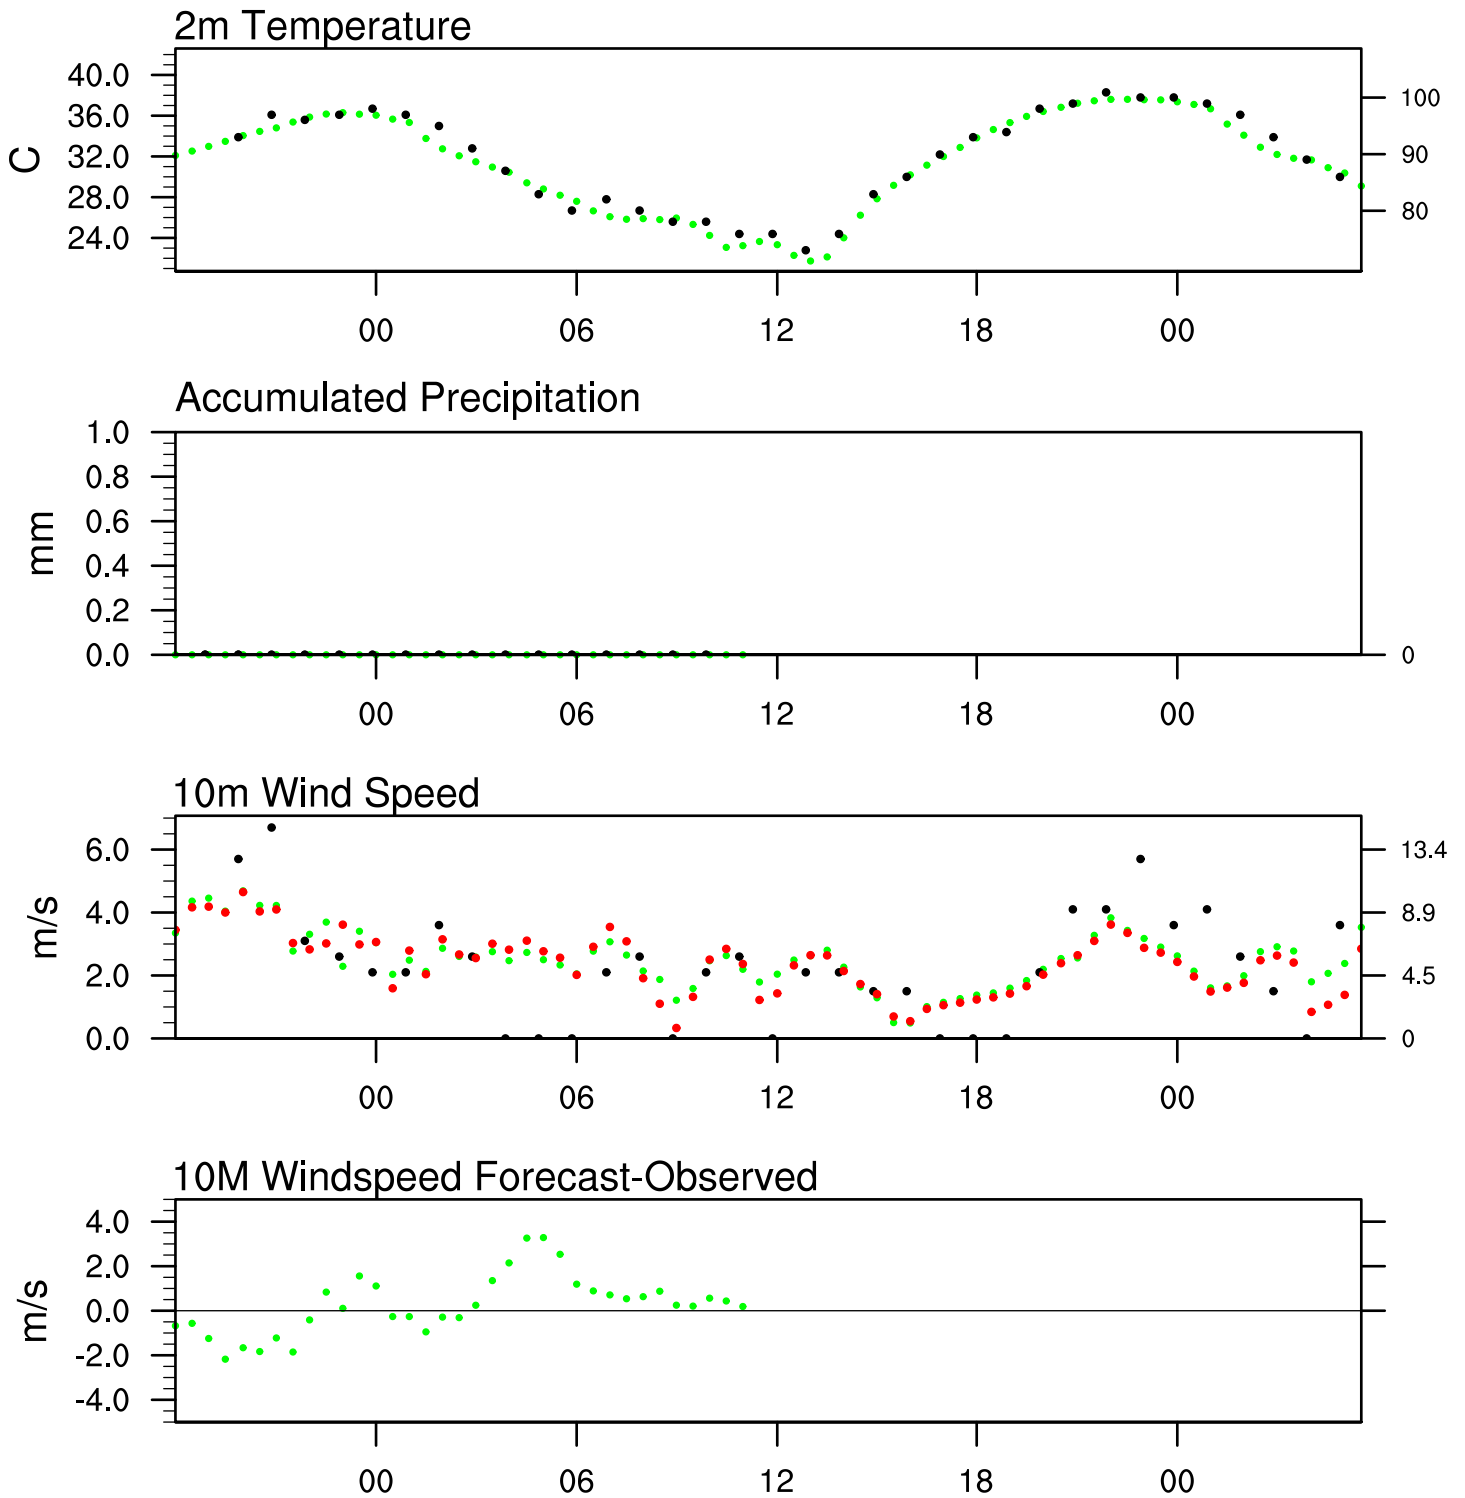 2m Temperature
40.0
36.0
32.0
28.0
24.0
C
100
90
80
00 06 12 18 00
Accumulated Precipitation
1.0
0.8
0.6
0.4
0.2
0.0
mm
0
00 06 12 18 00
10m Wind Speed
6.0
4.0
2.0
0.0
m/s
13.4
8.9
4.5
0
00 06 12 18 00
10M Windspeed Forecast-Observed
4.0
2.0
0.0
-2.0
-4.0
m/s
00 06 12 18 00